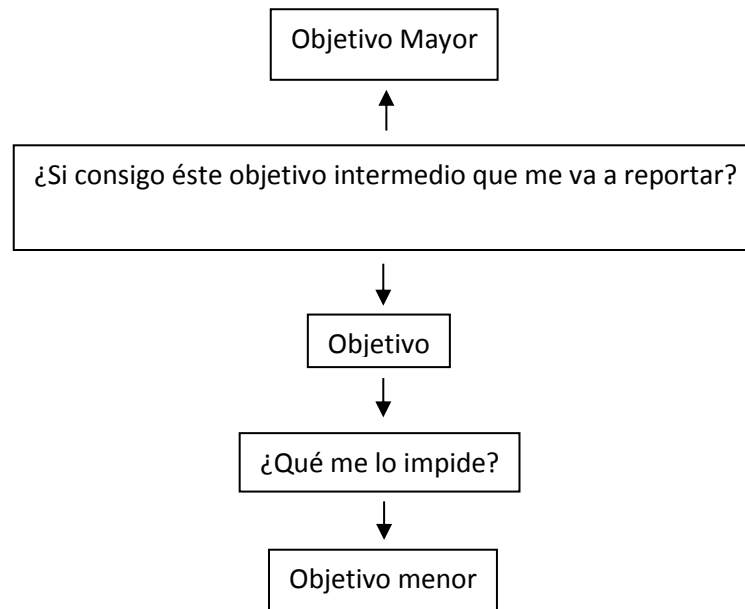 Objetivo Mayor
¿Si consigo éste objetivo intermedio que me va a reportar?
Objetivo
¿Qué me lo impide?
Objetivo menor